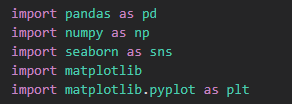 import pandas as pd
import numpy as np
import seaborn as sns
import matplotlib
import matplotlib.pyplot as plt